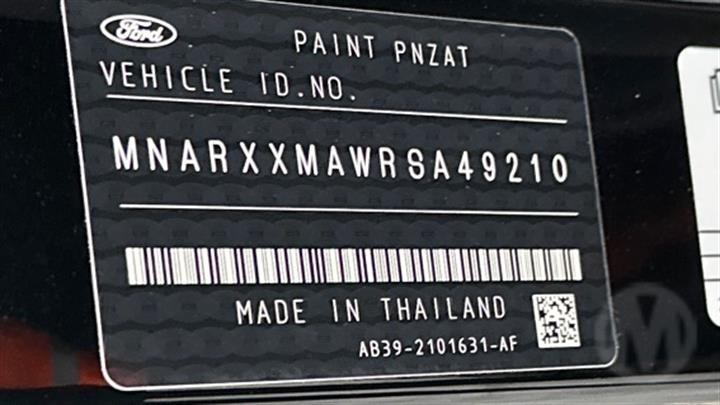 Ford
PAINT PNZAT
VEHICLE ID.NO.
MNARXXMAWRSA49210
MADE IN THAILAND
AB39-2101631-AF
M